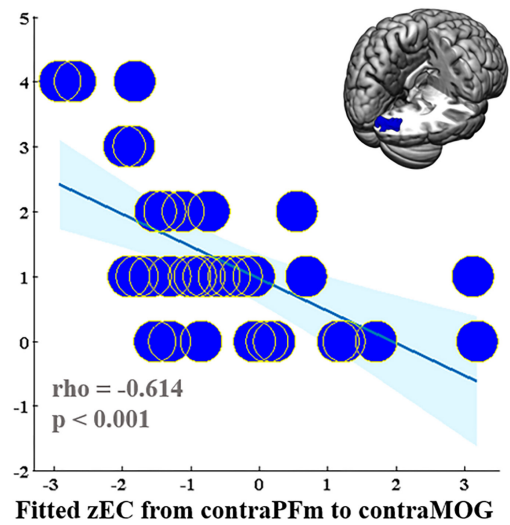 5
4
3
2
1
0
-1
-2
rho = -0.614
p < 0.001
-3 -2 -1 0 1 2 3
Fitted zEC from contraPFm to contraMOG